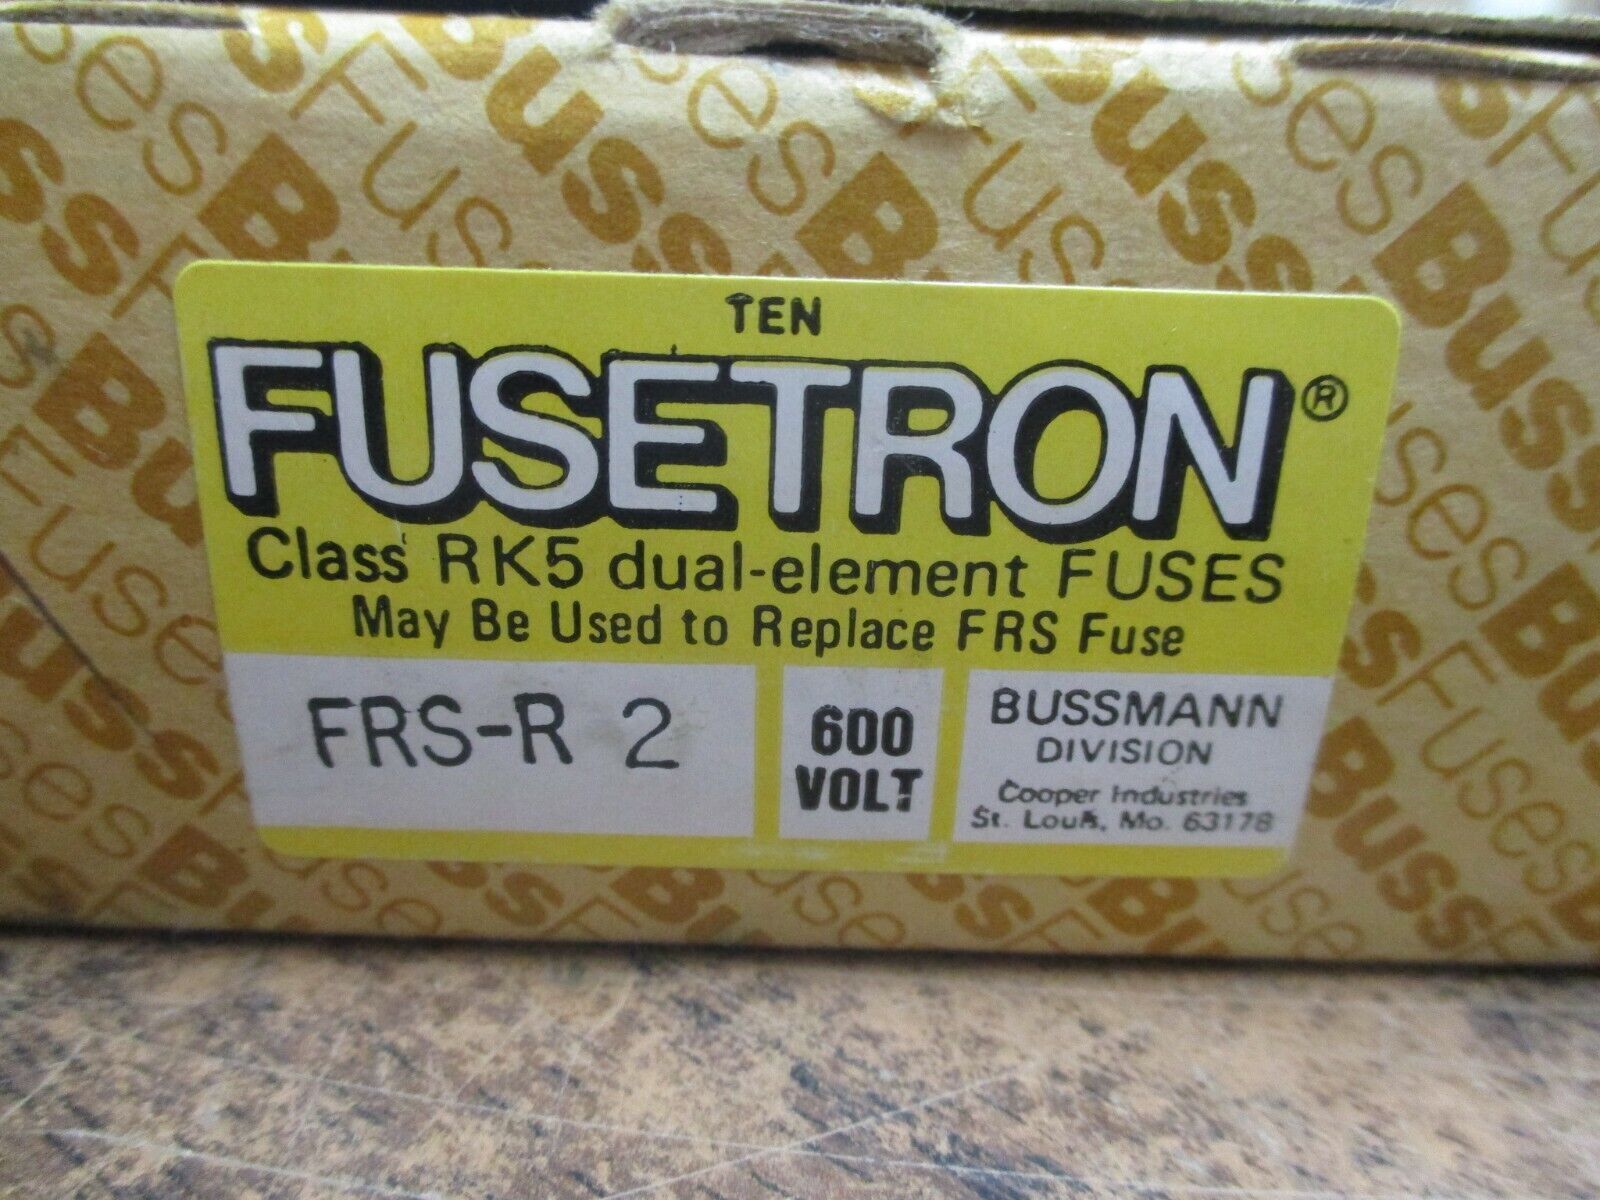 TEN
FUSETRON®
Class RK5 dual-element FUSES
May Be Used to Replace FRS Fuse
FRS-R 2
600
VOLT
BUSSMANN
DIVISION
Cooper Industries
St. Louis, Mo. 63178